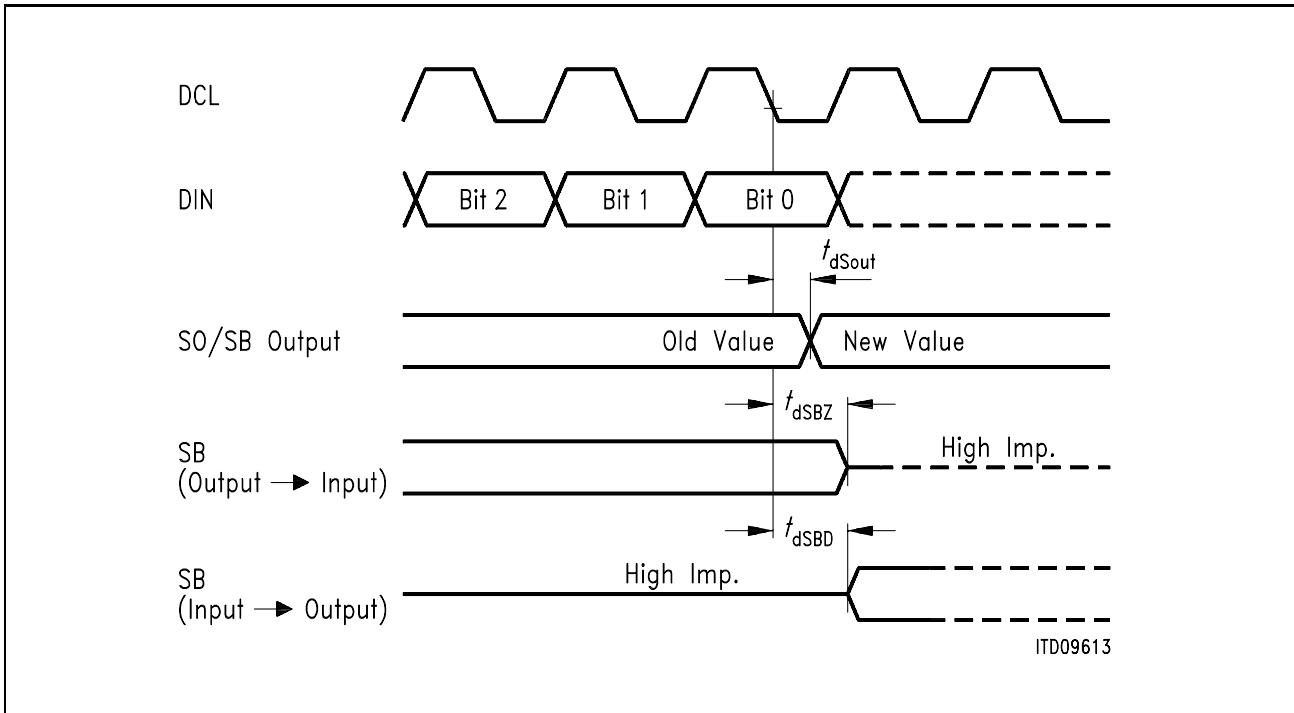 DCL
DIN
Bit 2 Bit 1 Bit 0
tdSout
SO/SB Output
Old Value New Value
tdSBZ
SB
(Output → Input)
High Imp.
tdSBD
SB
(Input → Output)
High Imp.
ITD09613